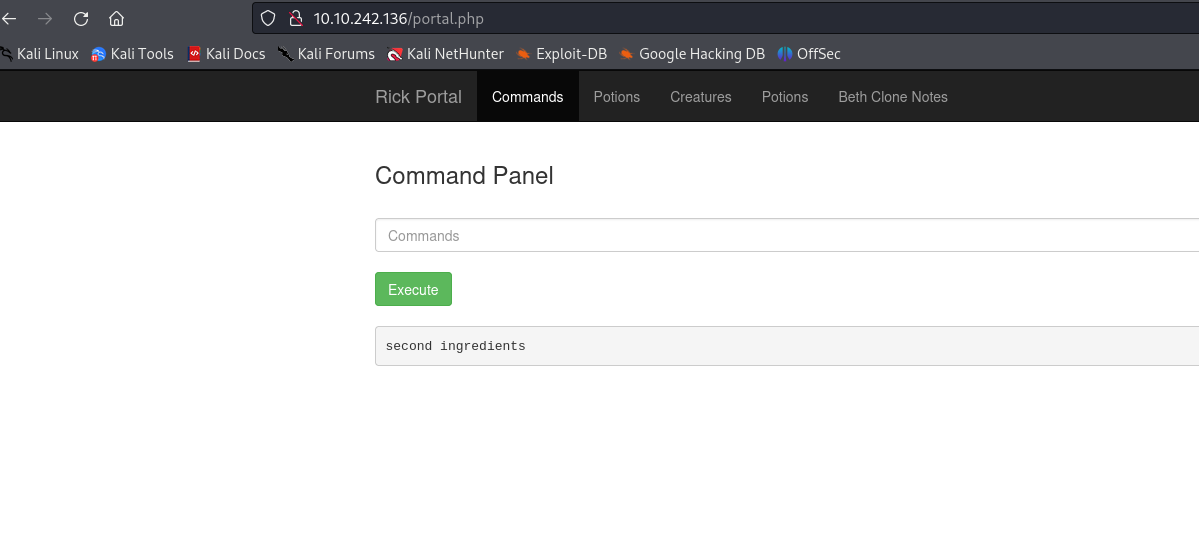 10.10.242.136/portal.php
Kali Linux Kali Tools Kali Docs Kali Forums Kali NetHunter Exploit-DB Google Hacking DB OffSec
Rick Portal Commands Potions Creatures Potions Beth Clone Notes
Command Panel
Commands
Execute
second ingredients